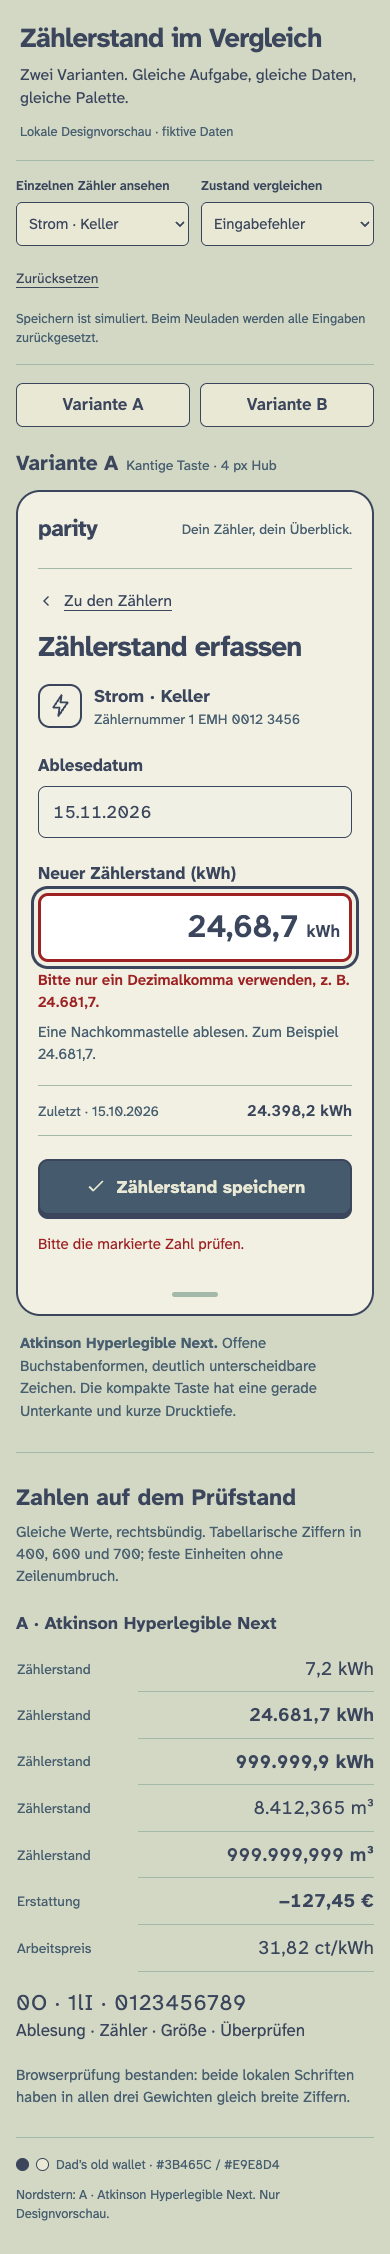 Zählerstand im Vergleich
Zwei Varianten. Gleiche Aufgabe, gleiche Daten,
gleiche Palette.
Lokale Designvorschau · fiktive Daten
Einzelnen Zähler ansehen
Zustand vergleichen
Strom · Keller
Eingabefehler
Zurücksetzen
Speichern ist simuliert. Beim Neuladen werden alle Eingaben
zurückgesetzt.
Variante A
Variante B
Variante A Kantige Taste · 4 px Hub
parity
Dein Zähler, dein Überblick.
Zu den Zählern
Zählerstand erfassen
Strom · Keller
Zählernummer 1 EMH 0012 3456
Ablesedatum
15.11.2026
Neuer Zählerstand (kWh)
24,68,7 kWh
Bitte nur ein Dezimalkomma verwenden, z. B.
24.681,7.
Eine Nachkommastelle ablesen. Zum Beispiel
24.681,7.
Zuletzt · 15.10.2026
24.398,2 kWh
Zählerstand speichern
Bitte die markierte Zahl prüfen.
Atkinson Hyperlegible Next. Offene
Buchstabenformen, deutlich unterscheidbare
Zeichen. Die kompakte Taste hat eine gerade
Unterkante und kurze Drucktiefe.
Zahlen auf dem Prüfstand
Gleiche Werte, rechtsbündig. Tabellarische Ziffern in
400, 600 und 700; feste Einheiten ohne
Zeilenumbruch.
A · Atkinson Hyperlegible Next
Zählerstand 7,2 kWh
Zählerstand 24.681,7 kWh
Zählerstand 999.999,9 kWh
Zählerstand 8.412,365 m³
Zählerstand 999.999,999 m³
Erstattung −127,45 €
Arbeitspreis 31,82 ct/kWh
0O · 1lI · 0123456789
Ablesung · Zähler · Größe · Überprüfen
Browserprüfung bestanden: beide lokalen Schriften
haben in allen drei Gewichten gleich breite Ziffern.
Dad's old wallet · #3B465C / #E9E8D4
Nordstern: A · Atkinson Hyperlegible Next. Nur
Designvorschau.